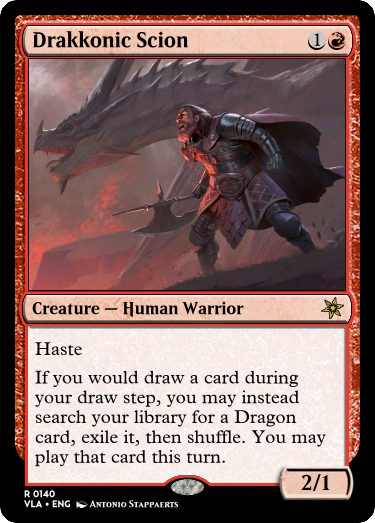 Drakkonic Scion 1
Creature — Human Warrior
Haste
If you would draw a card during
your draw step, you may instead
search your library for a Dragon
card, exile it, then shuffle. You may
play that card this turn.
2/1
R 0140
VLA • ENG Antonio Stappaerts